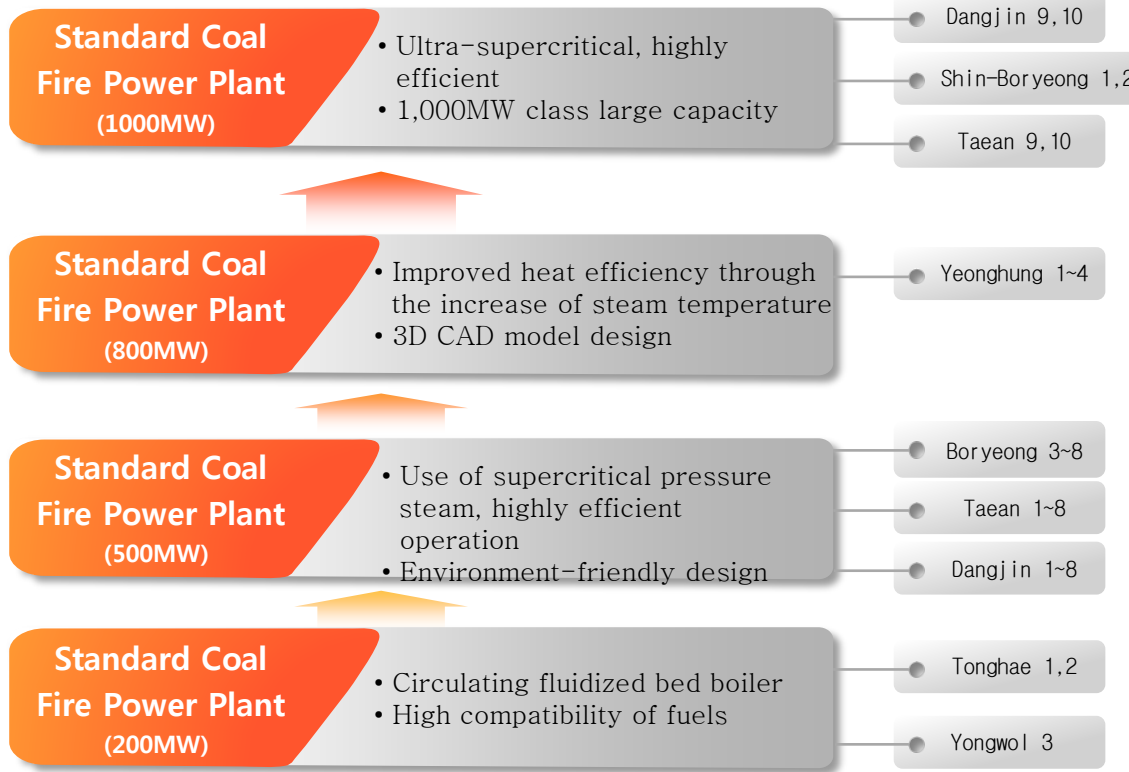 Standard Coal
Fire Power Plant
(1000MW)
• Ultra-supercritical, highly
efficient
• 1,000MW class large capacity
Dangjin 9,10
Shin-Boryeong 1,2
Taean 9,10
Standard Coal
Fire Power Plant
(800MW)
• Improved heat efficiency through
the increase of steam temperature
• 3D CAD model design
Yeonghung 1~4
Standard Coal
Fire Power Plant
(500MW)
• Use of supercritical pressure
steam, highly efficient
operation
• Environment-friendly design
Boryeong 3~8
Taean 1~8
Dangjin 1~8
Standard Coal
Fire Power Plant
(200MW)
• Circulating fluidized bed boiler
• High compatibility of fuels
Tonghae 1,2
Yongwol 3